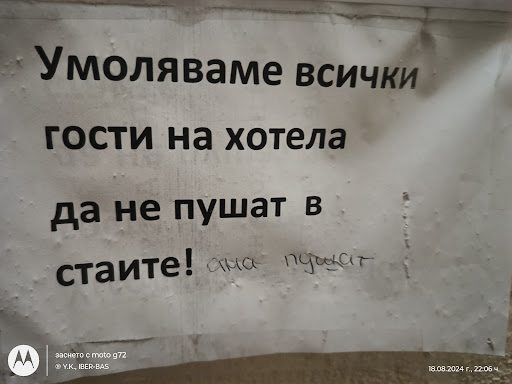 Умоляваме всички
гости на хотела
да не пушат в
стаите! ама пушат
заснето с moto g72
® Y.K., IBER-BAS
18.08.2024 г., 22:06 ч.